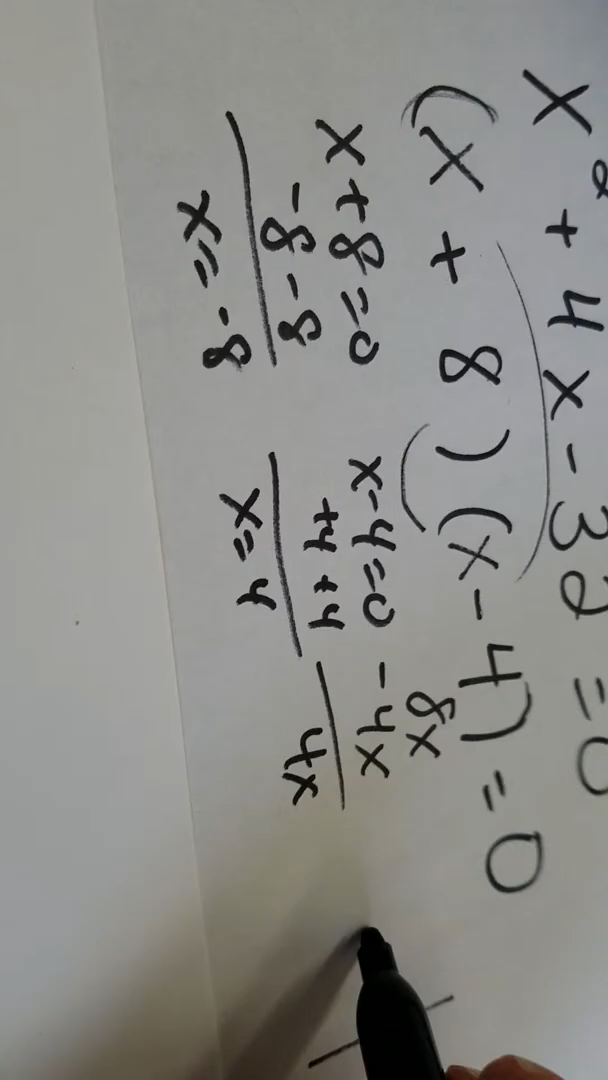 x² + 4x - 32 = 0
(x + 8)(x - 4) = 0
8x
x + 8 = 0 x - 4 = 0 - 4x
- 8 - 8 +4 +4 4x
x = -8 x = 4